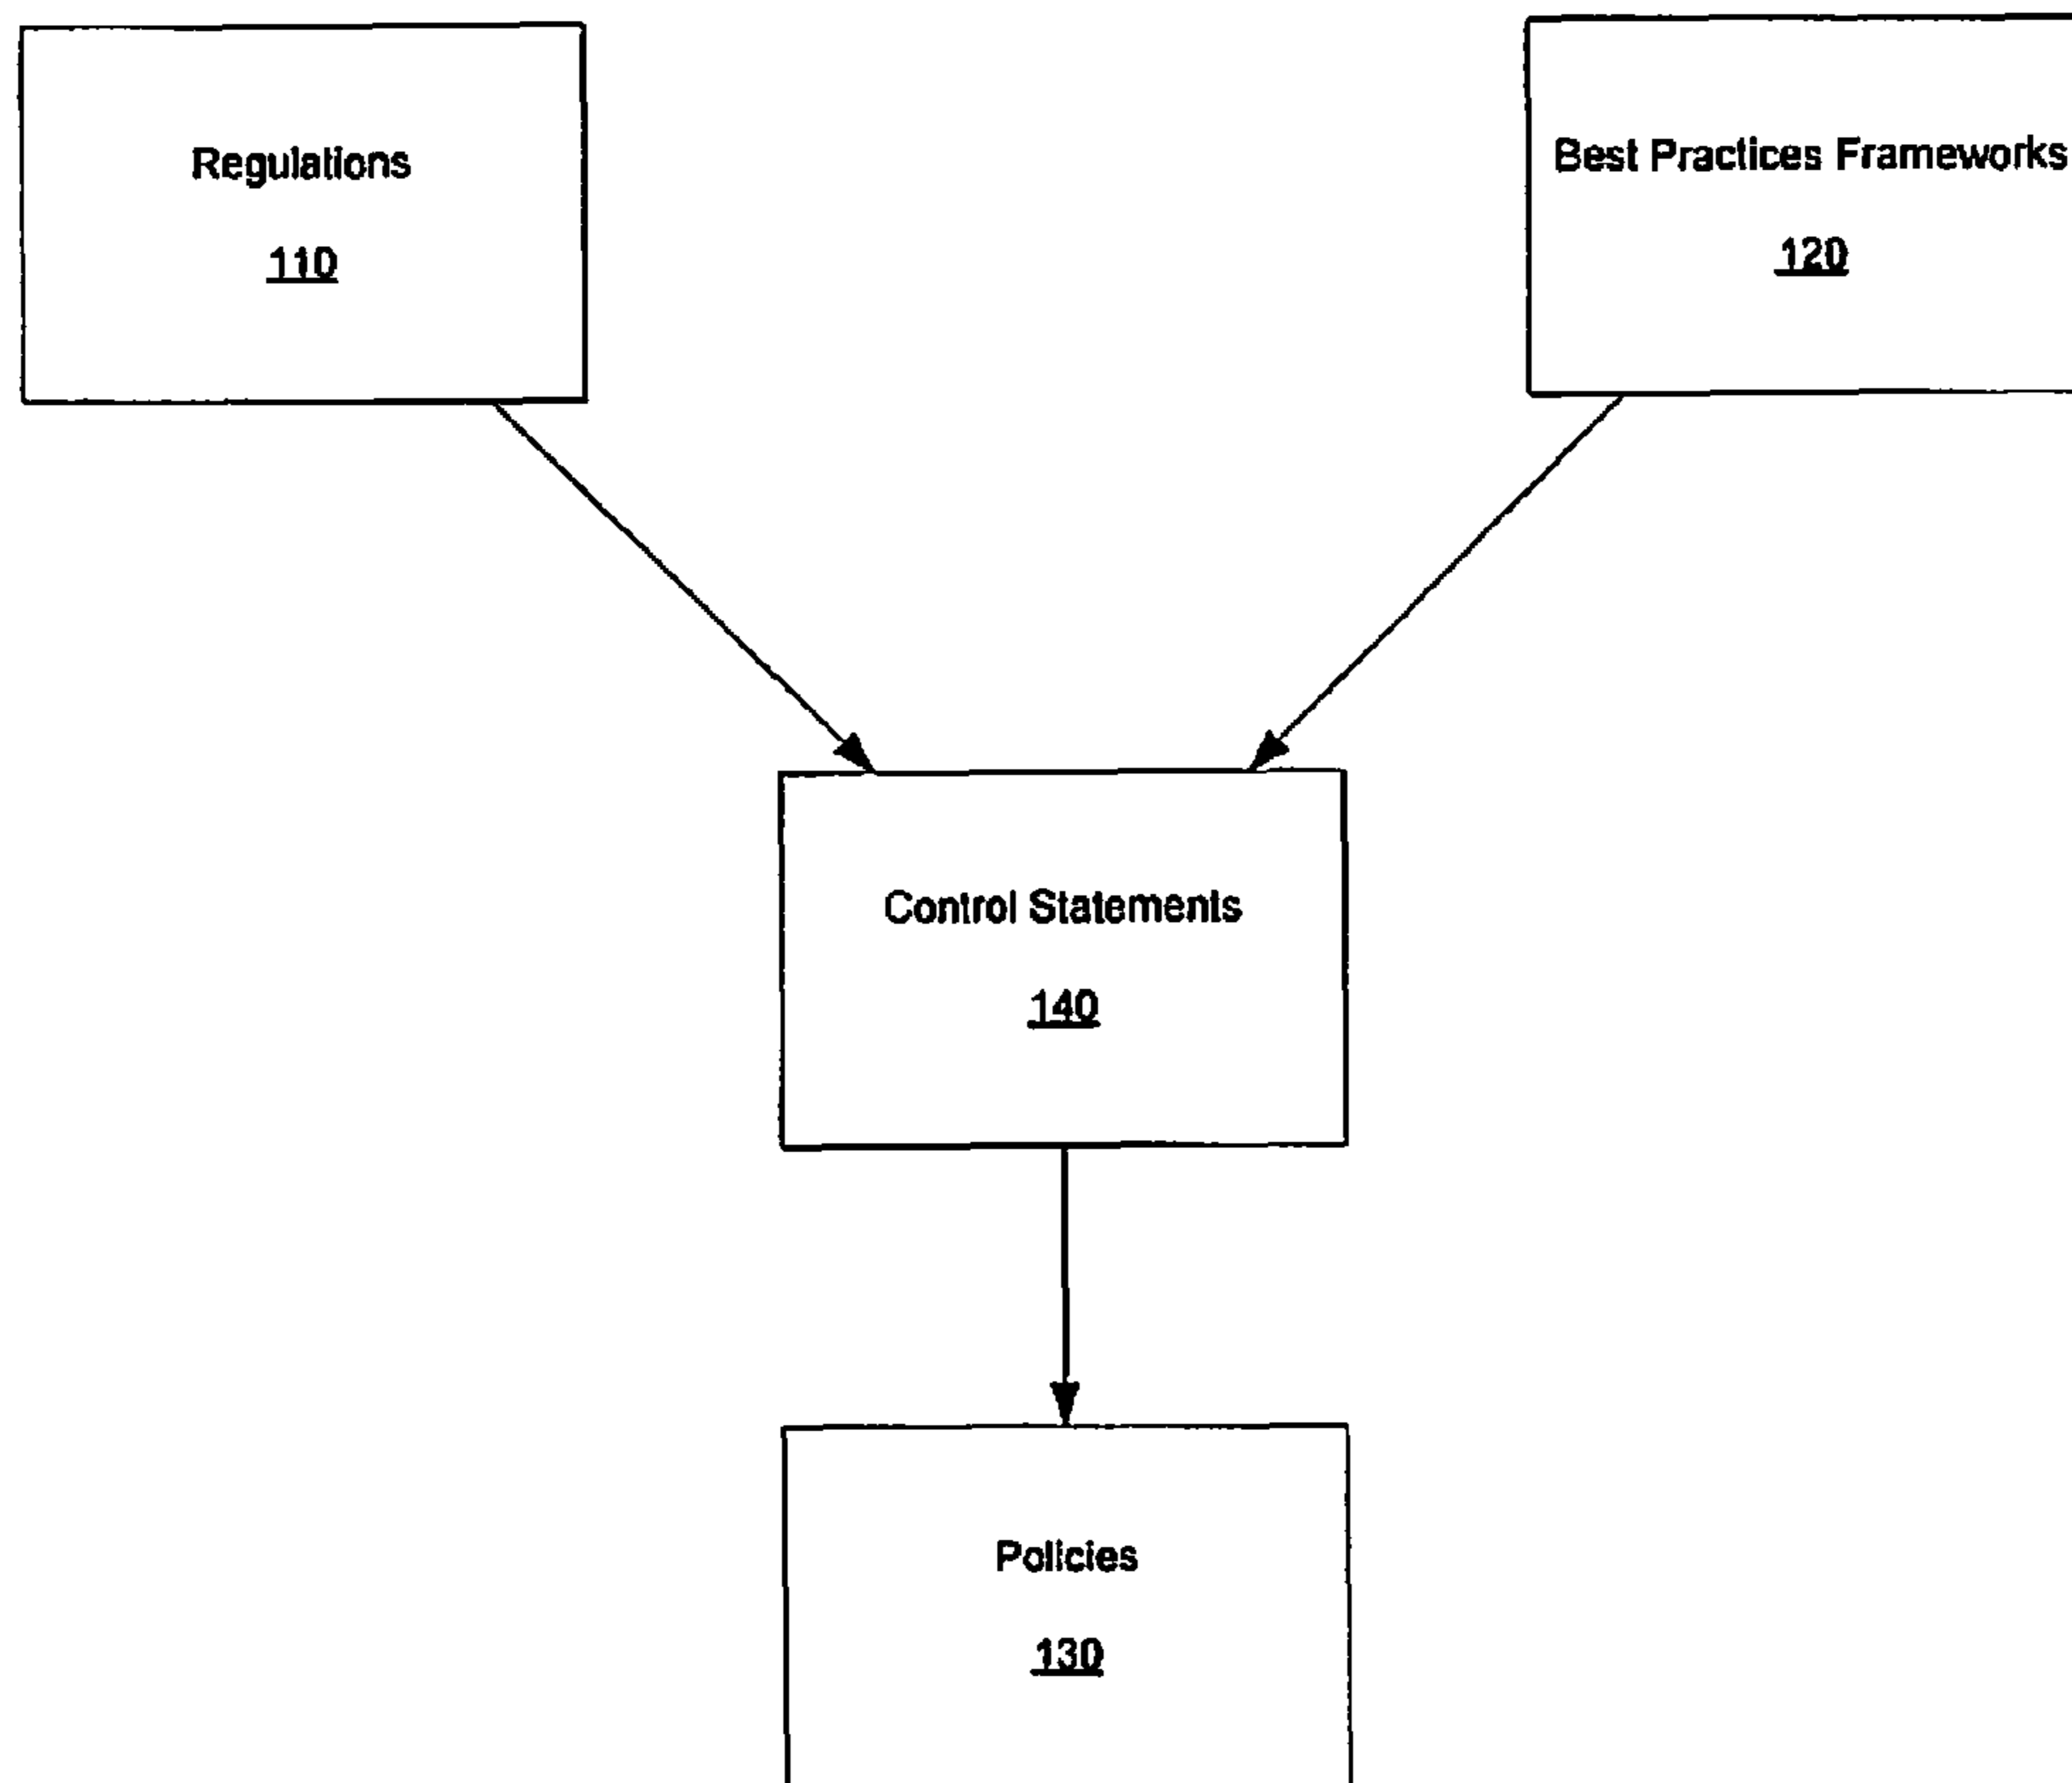 Regulations
110
Best Practices Frameworks
120
Control Statements
140
Policies
130